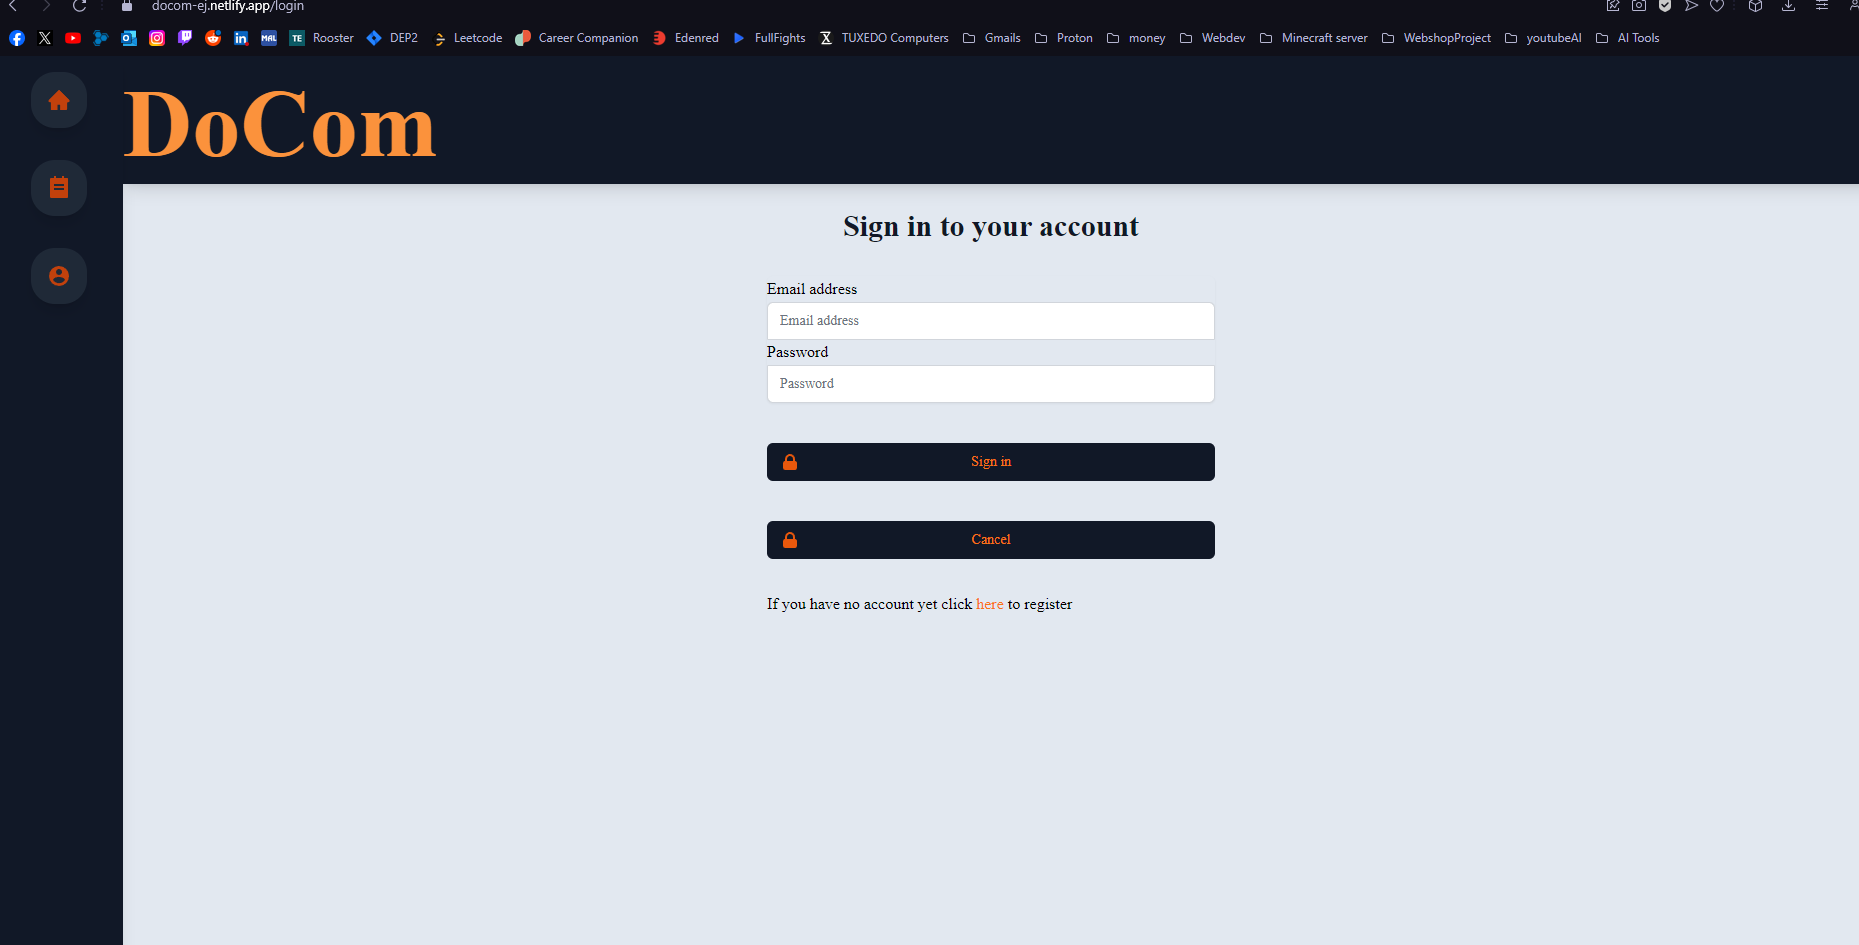 docom-ej.netlify.app/login
MAL TE Rooster DEP2 Leetcode Career Companion Edenred FullFights TUXEDO Computers Gmails Proton money Webdev Minecraft server WebshopProject youtubeAI AI Tools
DoCom
Sign in to your account
Email address
Email address
Password
Password
Sign in
Cancel
If you have no account yet click here to register